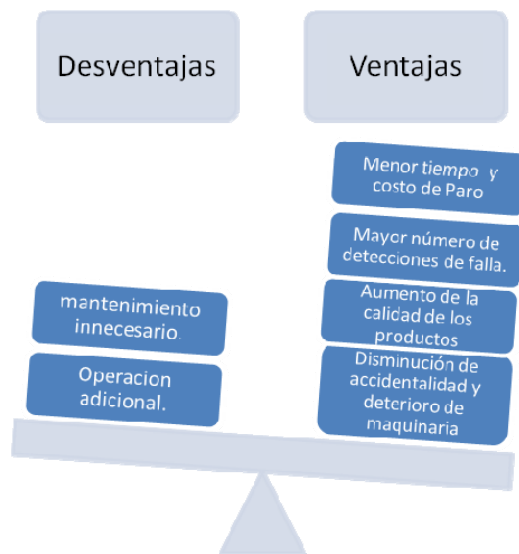 Desventajas
Ventajas
mantenimiento
innecesario.
Operacion
adicional.
Menor tiempo y
costo de Paro
Mayor número de
detecciones de falla.
Aumento de la
calidad de los
productos
Disminución de
accidentalidad y
deterioro de
maquinaria